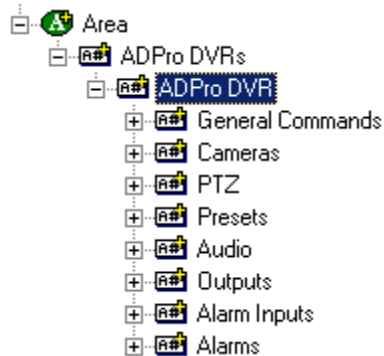 Area
ADPro DVRs
ADPro DVR
General Commands
Cameras
PTZ
Presets
Audio
Outputs
Alarm Inputs
Alarms